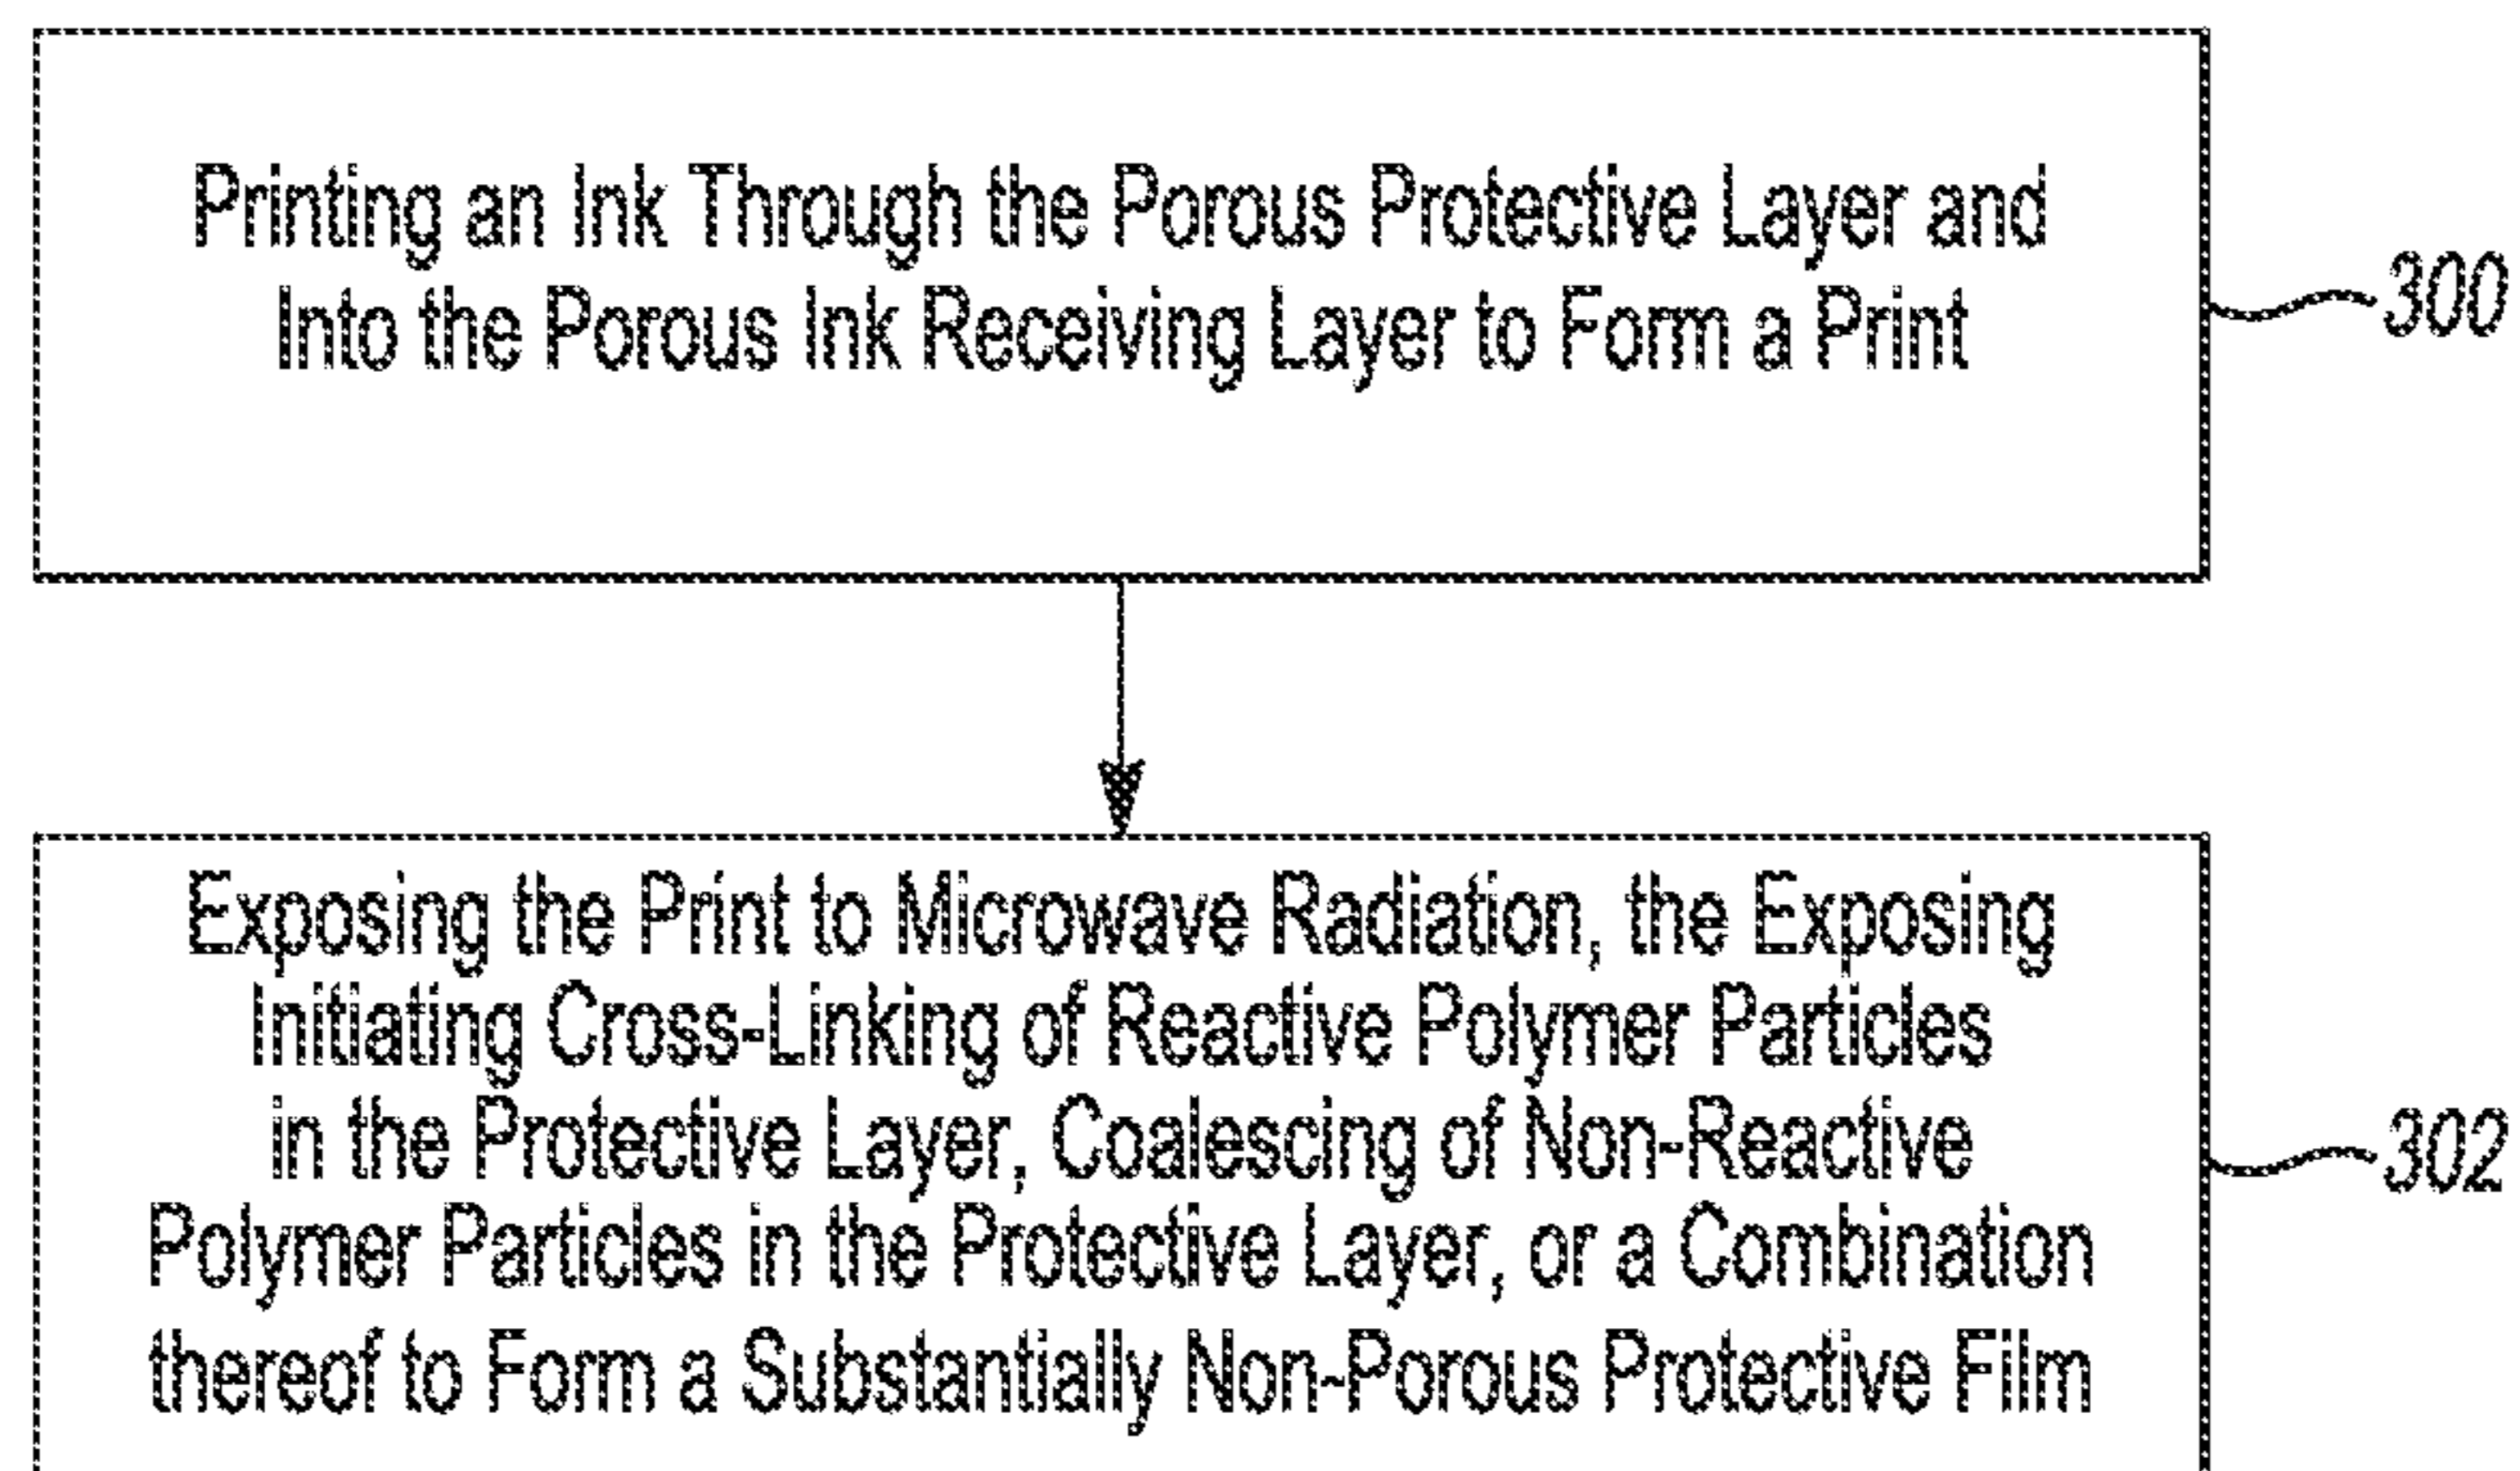 Printing an Ink Through the Porous Protective Layer and
Into the Porous Ink Receiving Layer to Form a Print
300
Exposing the Print to Microwave Radiation, the Exposing
Initiating Cross-Linking of Reactive Polymer Particles
in the Protective Layer, Coalescing of Non-Reactive
Polymer Particles in the Protective Layer, or a Combination
thereof to Form a Substantially Non-Porous Protective Film
302